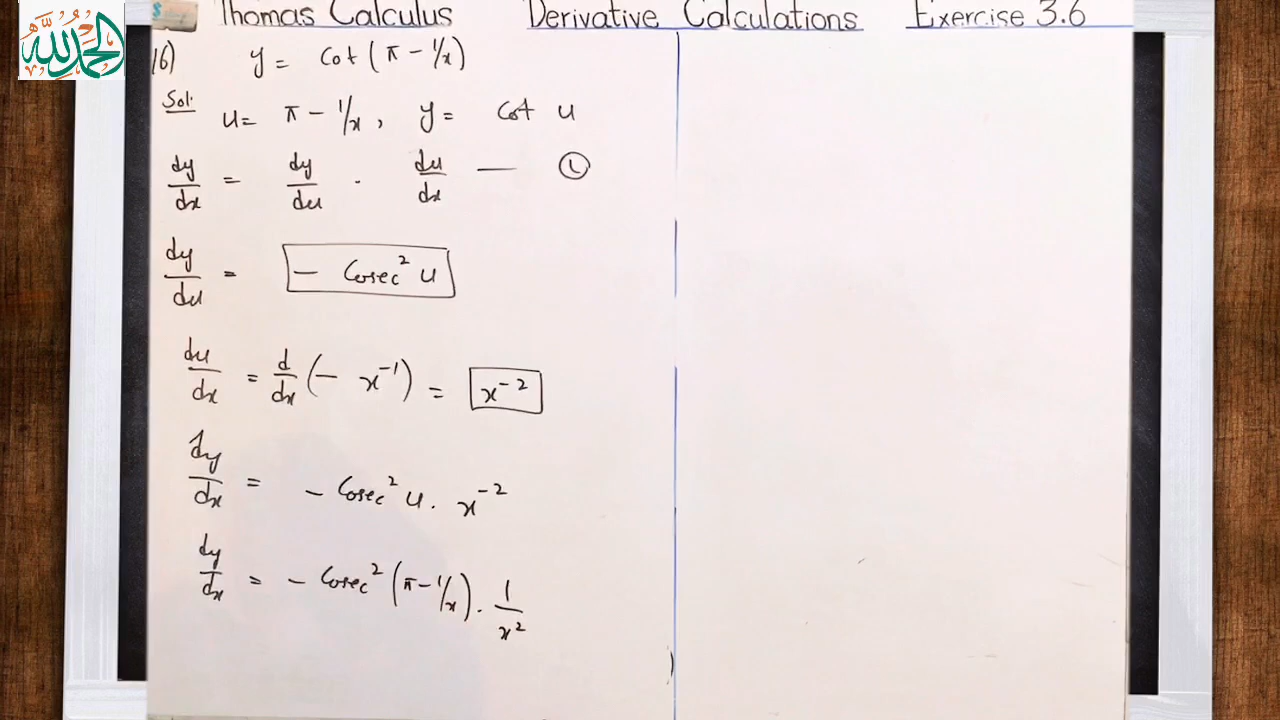 الحمد لله
Thomas Calculus Derivative Calculations Exercise 3.6
16) y = Cot (π - 1/x)
Sol:
u = π - 1/x, y = cot u
dy/dx = dy/du . du/dx — (i)
dy/du = - Cosec² u
du/dx = d/dx (- x⁻¹) = x⁻²
dy/dx = - Cosec² u . x⁻²
dy/dx = - Cosec² (π - 1/x) . 1/x²